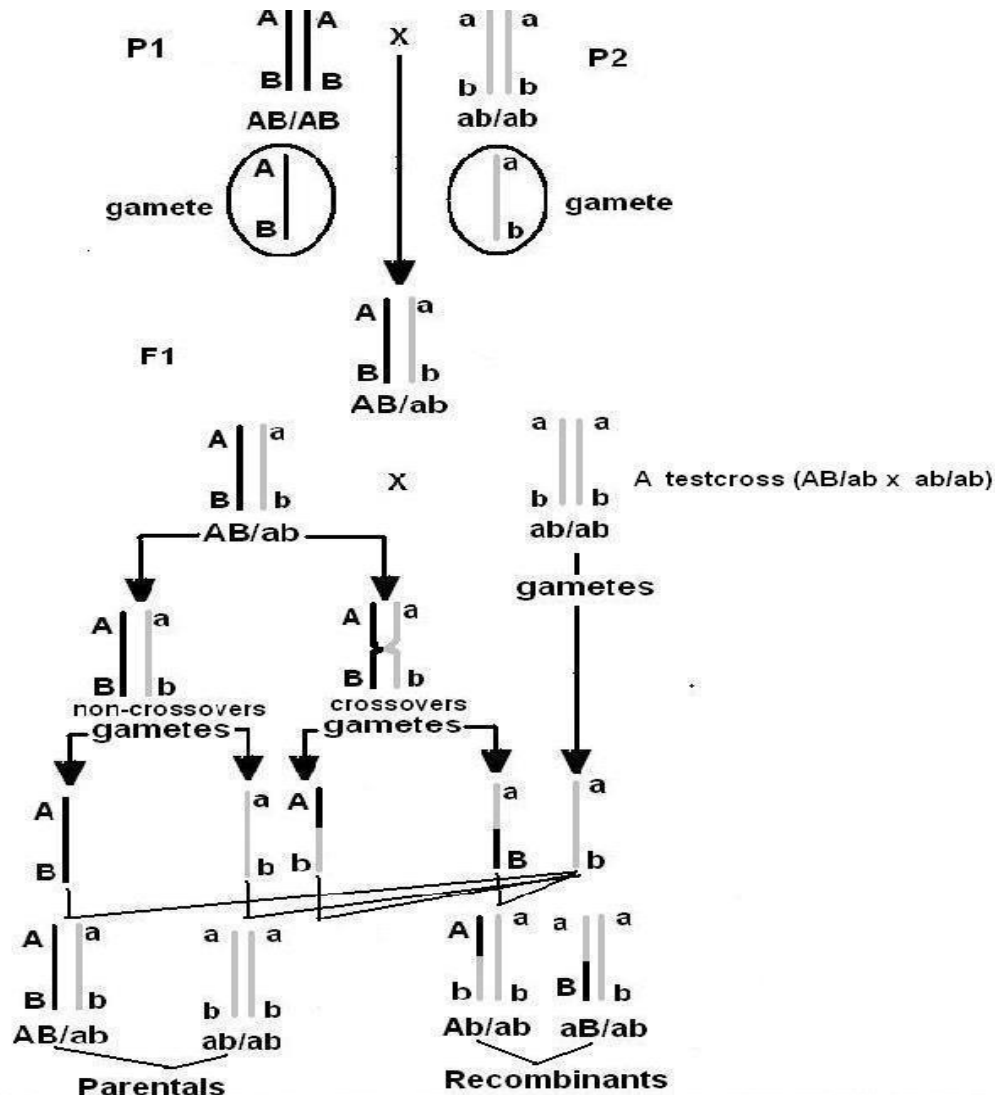 A A a a
P1 X P2
B B b b
AB/AB ab/ab
A a
gamete gamete
B b
A a
F1
B b
AB/ab
A a a a
X A testcross (AB/ab x ab/ab)
B b b b
AB/ab ab/ab
gametes
A a A a
B b B b
non-crossovers crossovers
gametes gametes
A a A a a
B b b B b
A a a a A a a a
B b b b b b B b
AB/ab ab/ab Ab/ab aB/ab
Parentals Recombinants